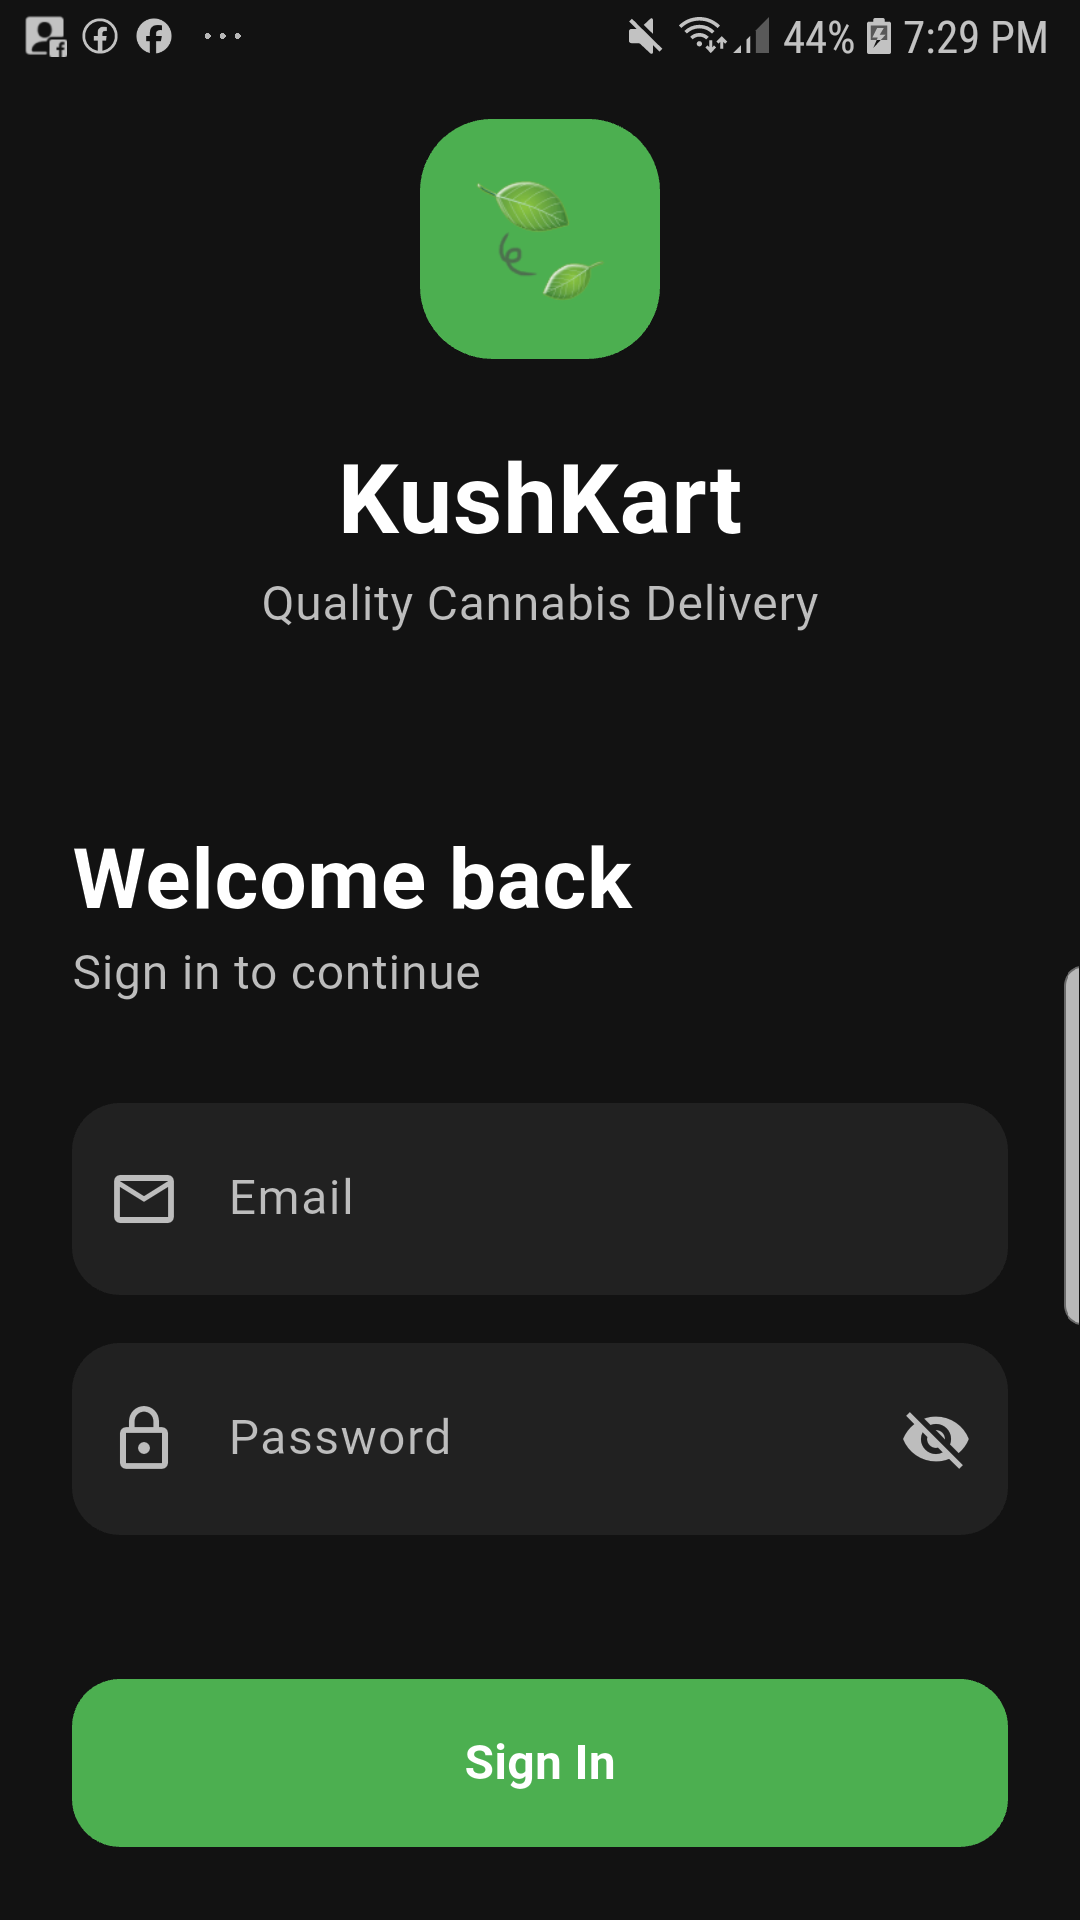 44% 7:29 PM
KushKart
Quality Cannabis Delivery
Welcome back
Sign in to continue
Email
Password
Sign In